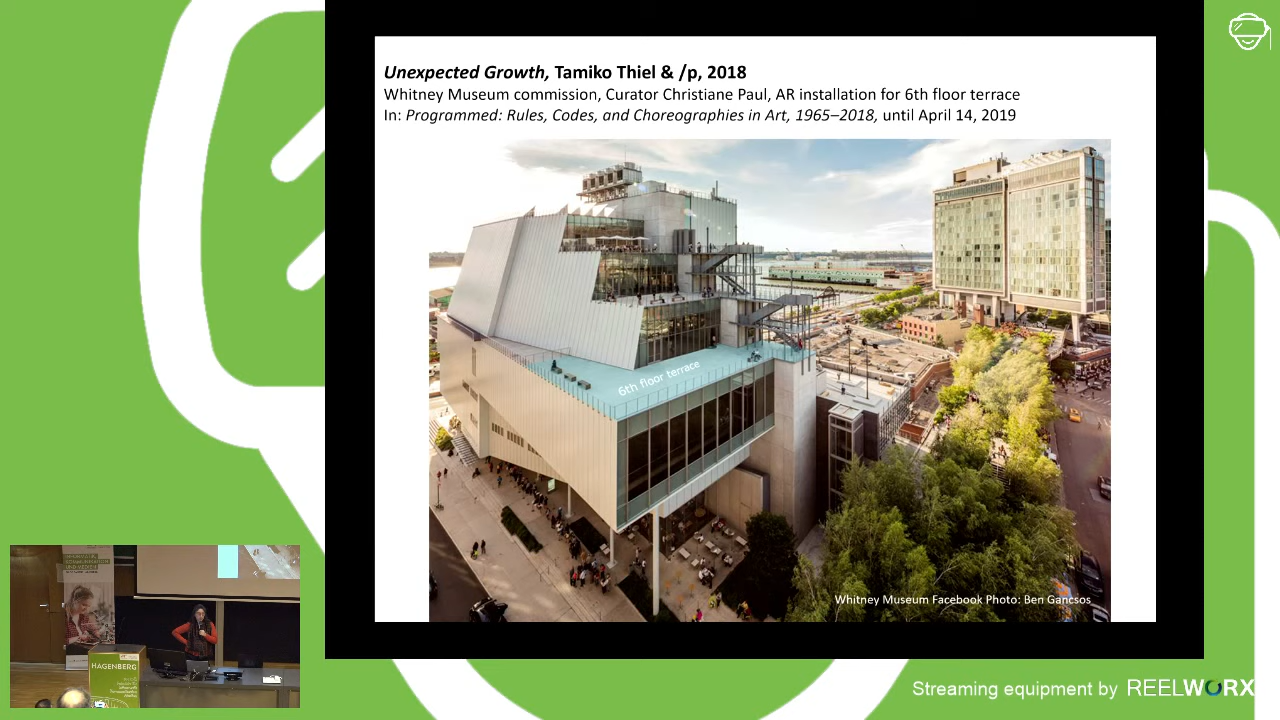 Unexpected Growth, Tamiko Thiel & /p, 2018
Whitney Museum commission, Curator Christiane Paul, AR installation for 6th floor terrace
In: Programmed: Rules, Codes, and Choreographies in Art, 1965–2018, until April 14, 2019
6th floor terrace
Whitney Museum Facebook Photo: Ben Gancsos
HAGENBERG
Streaming equipment by REELWORX